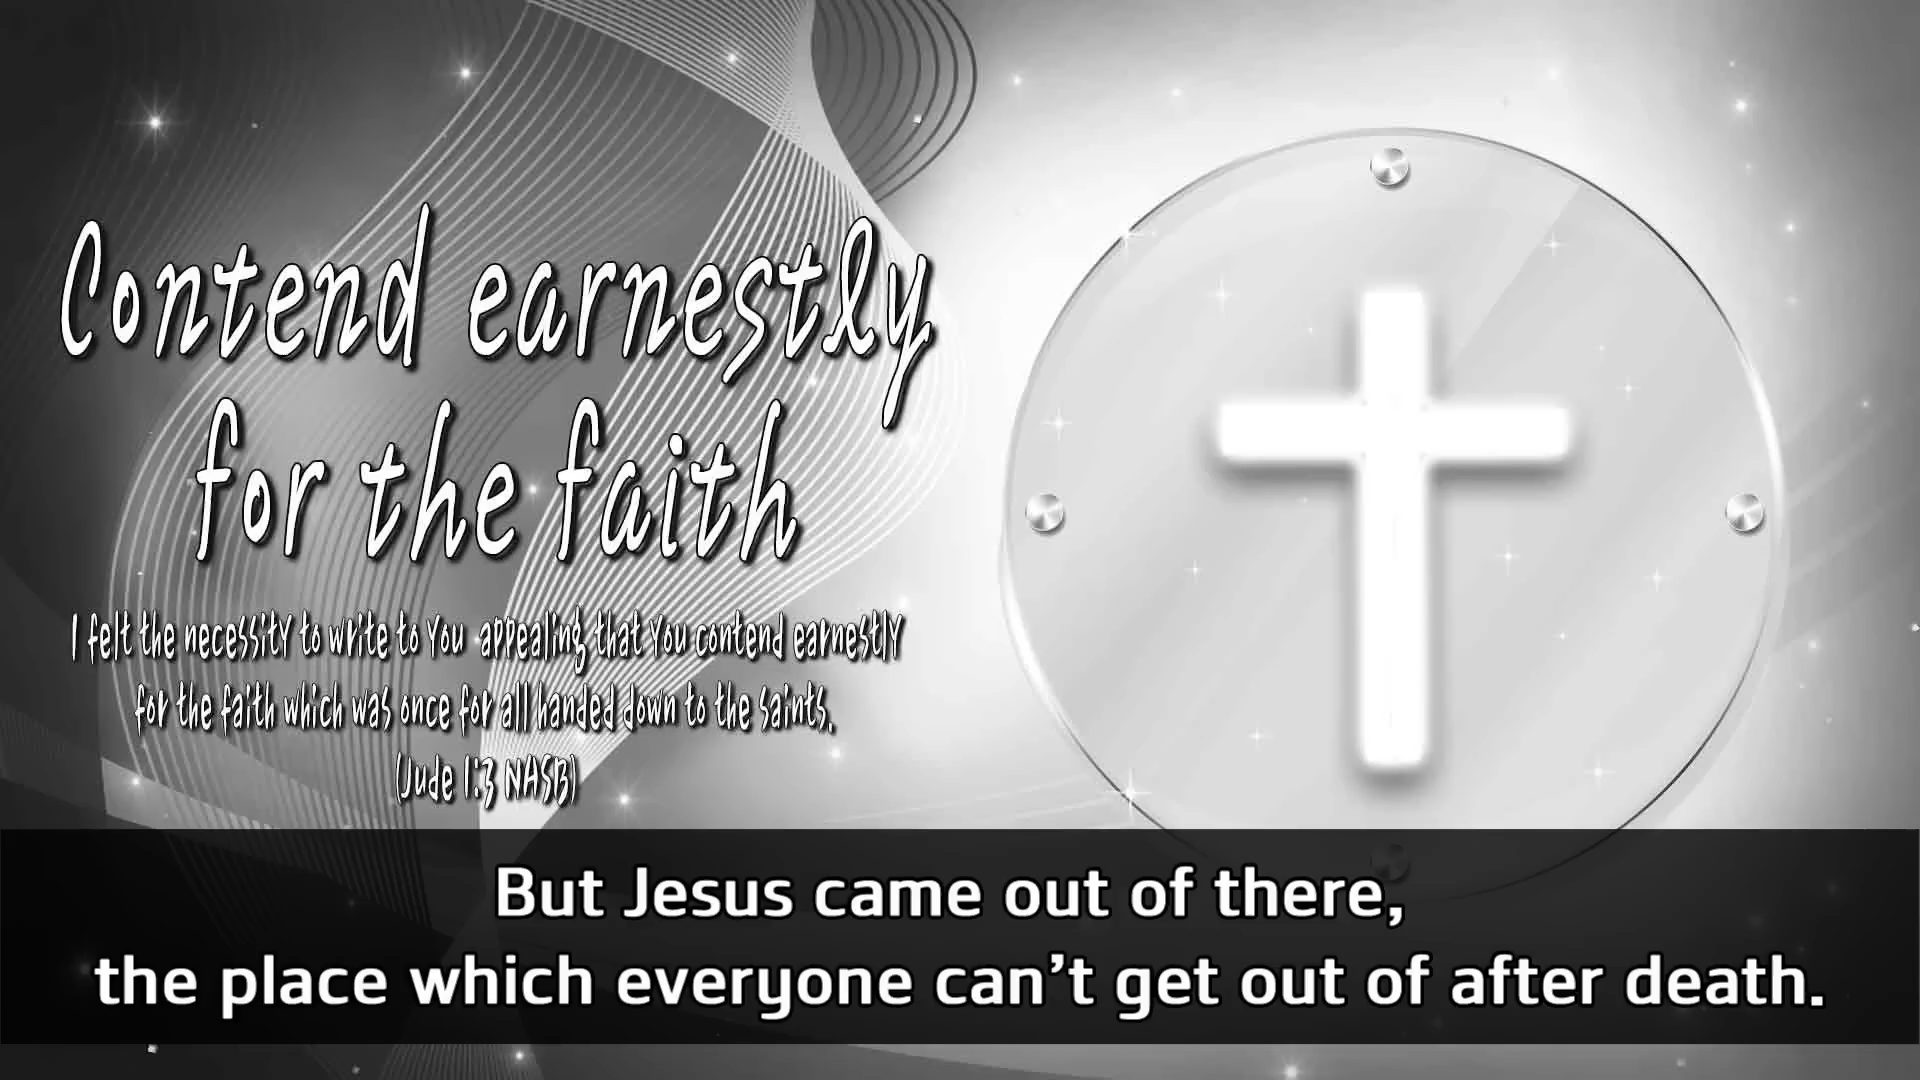 Contend earnestly
for the faith
I felt the necessity to write to you appealing that you contend earnestly
for the faith which was once for all handed down to the saints.
(Jude 1:3 NASB)
But Jesus came out of there,
the place which everyone can’t get out of after death.